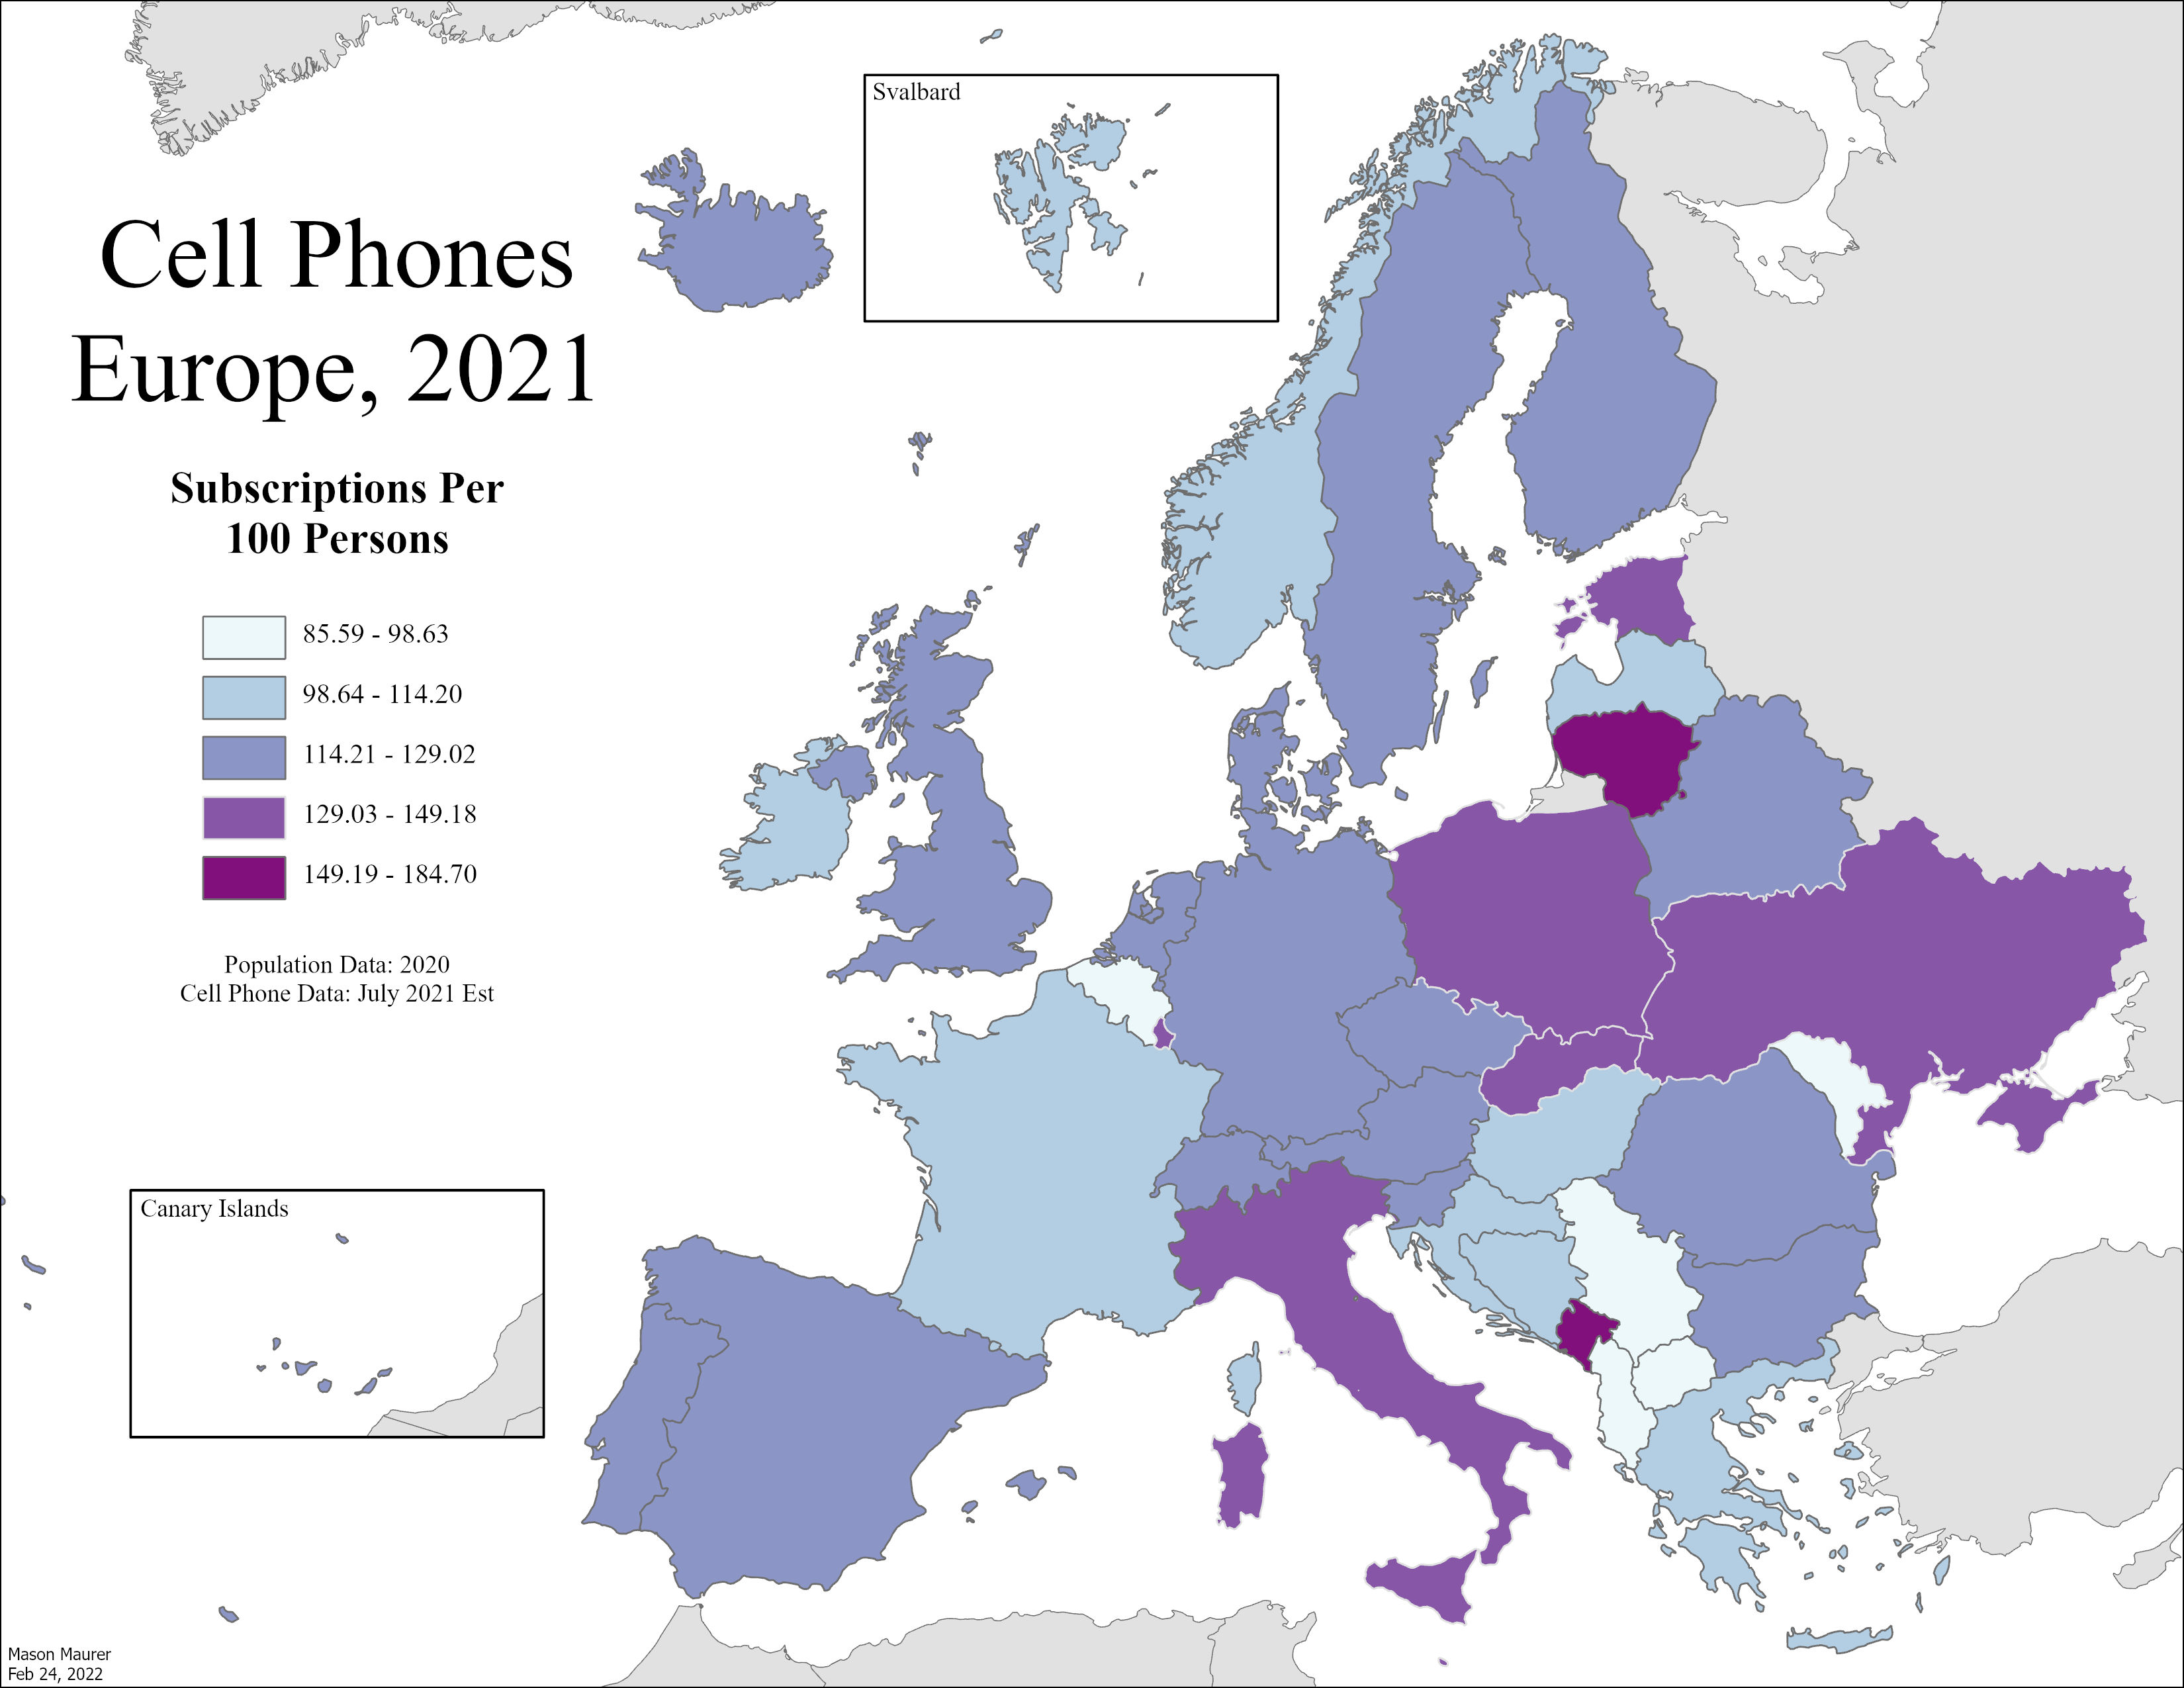 Svalbard
Cell Phones
Europe, 2021
Subscriptions Per
100 Persons
85.59 - 98.63
98.64 - 114.20
114.21 - 129.02
129.03 - 149.18
149.19 - 184.70
Population Data: 2020
Cell Phone Data: July 2021 Est
Canary Islands
Mason Maurer
Feb 24, 2022